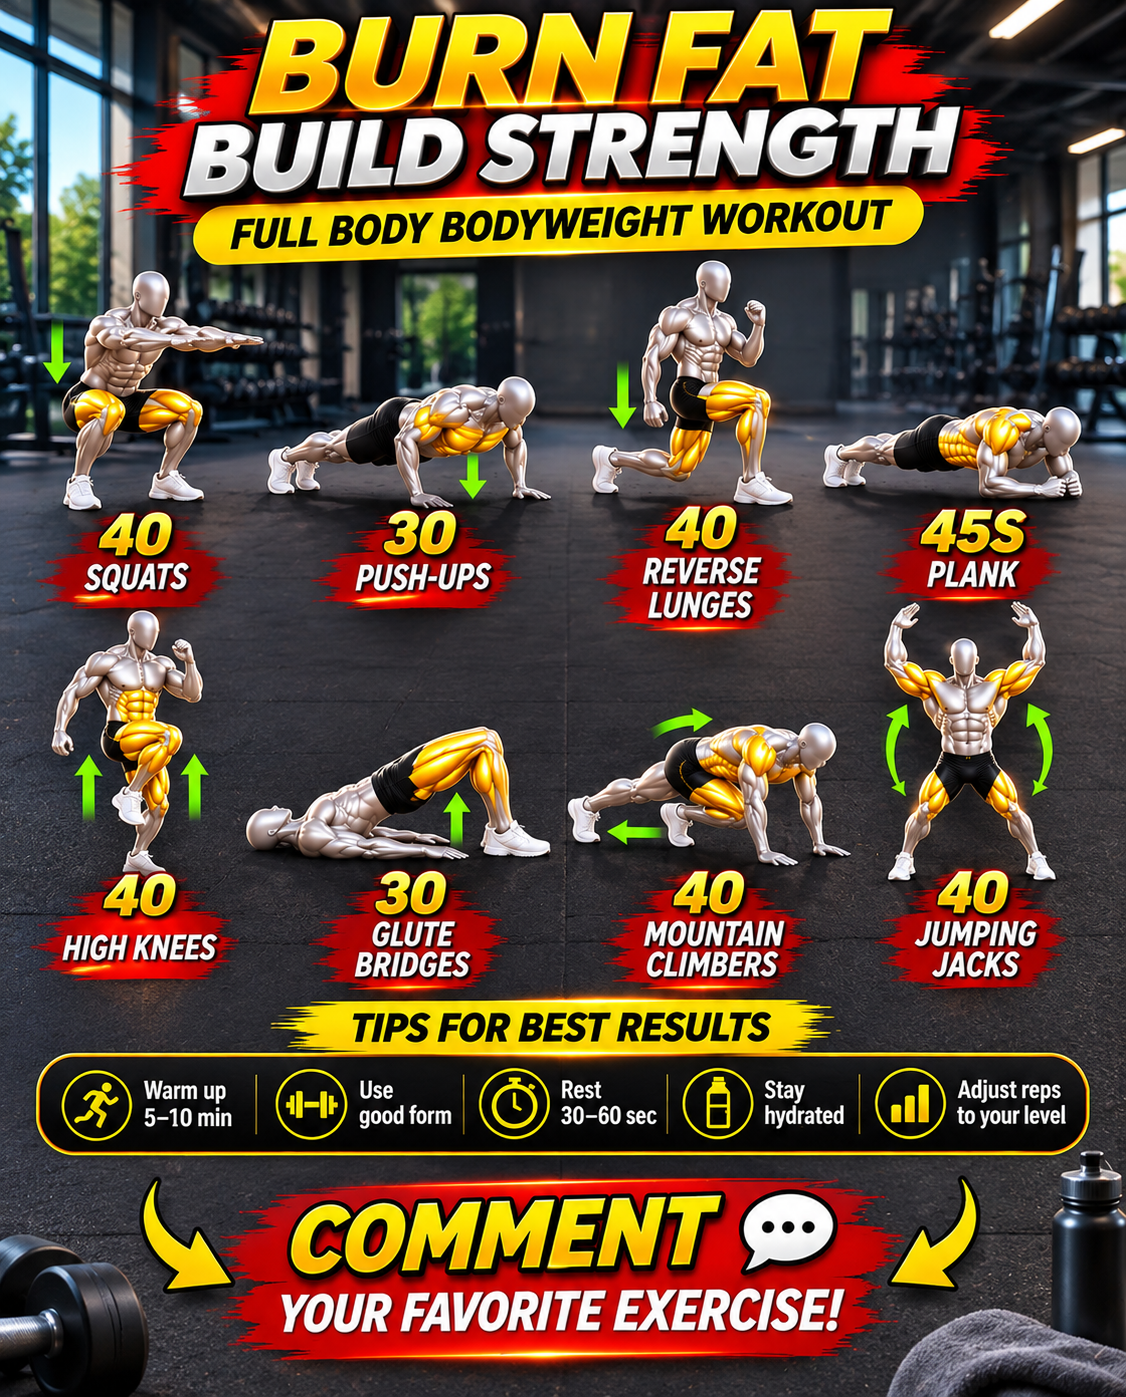 BURN FAT
BUILD STRENGTH
FULL BODY BODYWEIGHT WORKOUT
40
SQUATS
30
PUSH-UPS
40
REVERSE
LUNGES
45S
PLANK
40
HIGH KNEES
30
GLUTE
BRIDGES
40
MOUNTAIN
CLIMBERS
40
JUMPING
JACKS
TIPS FOR BEST RESULTS
Warm up
5–10 min
Use
good form
Rest
30–60 sec
Stay
hydrated
Adjust reps
to your level
COMMENT
YOUR FAVORITE EXERCISE!